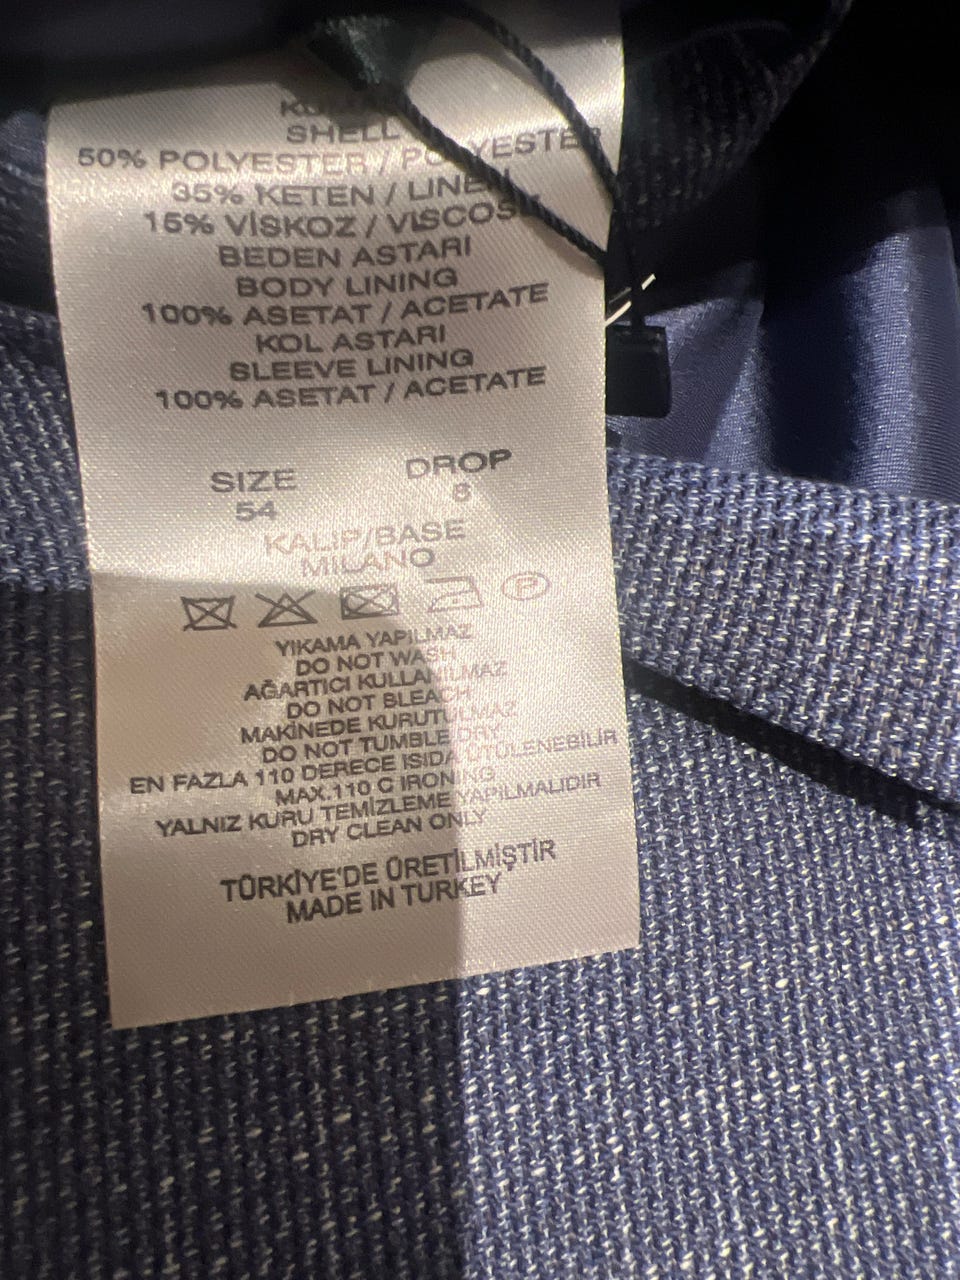 SHELL
50% POLYESTER / POLYESTER
35% KETEN / LINEN
15% VİSKOZ / VISCOSE
BEDEN ASTARI
BODY LINING
100% ASETAT / ACETATE
KOL ASTARI
SLEEVE LINING
100% ASETAT / ACETATE
SIZE DROP
54
KALIP/BASE
MILANO
P
YIKAMA YAPILMAZ
DO NOT WASH
AĞARTICI KULLANILMAZ
DO NOT BLEACH
MAKİNEDE KURUTULMAZ
DO NOT TUMBLE DRY
EN FAZLA 110 DERECE ISIDA ÜTÜLENEBİLİR
MAX.110 C IRONING
YALNIZ KURU TEMİZLEME YAPILMALIDIR
DRY CLEAN ONLY
TÜRKİYE'DE ÜRETİLMİŞTİR
MADE IN TURKEY